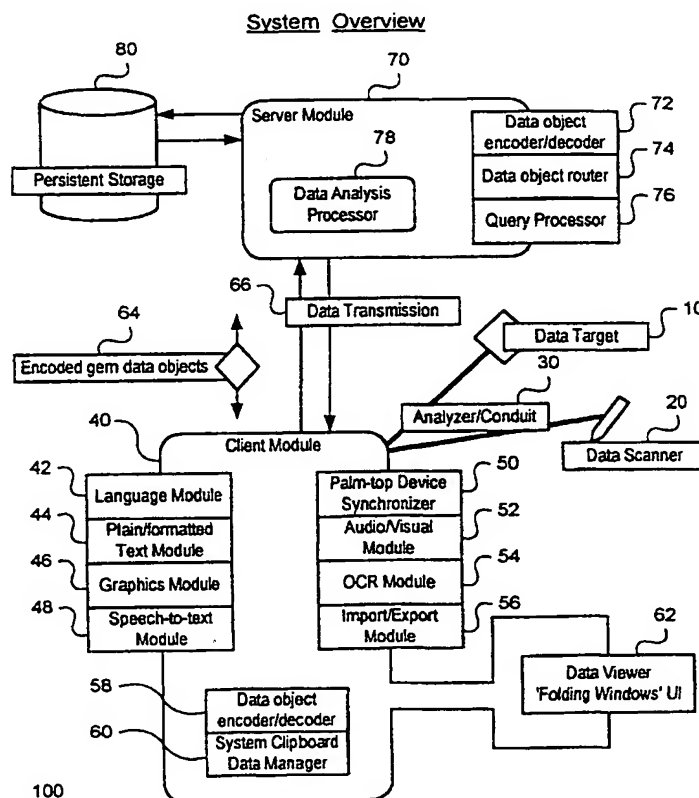 System Overview
80
70
Server Module
72
Data object
encoder/decoder
74
Data object router
76
Query Processor
78
Data Analysis
Processor
Persistent Storage
66
Data Transmission
64
Encoded gem data objects
10
Data Target
30
Analyzer/Conduit
20
Data Scanner
40
Client Module
42
Language Module
44
Plain/formatted
Text Module
46
Graphics Module
48
Speech-to-text
Module
50
Palm-top Device
Synchronizer
52
Audio/Visual
Module
54
OCR Module
56
Import/Export
Module
62
Data Viewer
'Folding Windows' UI
58
Data object
encoder/decoder
60
System Clipboard
Data Manager
100